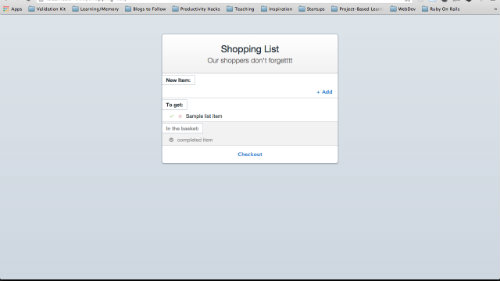 Apps Validation Kit Learning/Memory Blogs to Follow Productivity Hacks Teaching Inspiration Startups Project-Based Learn WebDev Ruby On Rails »
Shopping List
Our shoppers don't forget!!!
New Item:
+ Add
To get:
Sample list item
In the basket:
completed item
Checkout